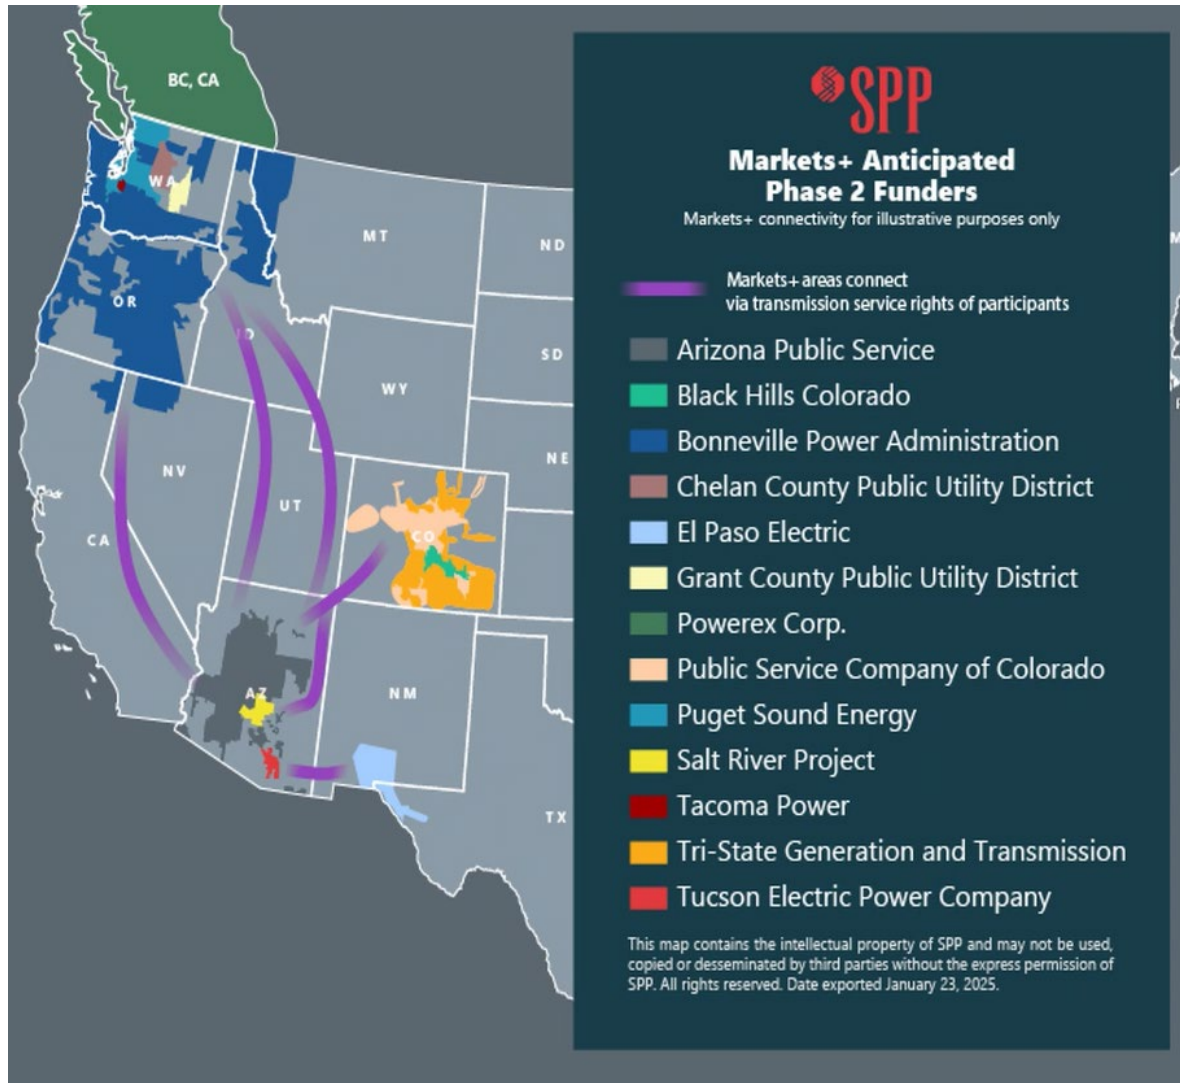 BC, CA
WA
MT
ND
OR
ID
SD
WY
NE
NV
UT
CA
CO
AZ
NM
TX
SPP
Markets+ Anticipated
Phase 2 Funders
Markets+ connectivity for illustrative purposes only
Markets+ areas connect
via transmission service rights of participants
Arizona Public Service
Black Hills Colorado
Bonneville Power Administration
Chelan County Public Utility District
El Paso Electric
Grant County Public Utility District
Powerex Corp.
Public Service Company of Colorado
Puget Sound Energy
Salt River Project
Tacoma Power
Tri-State Generation and Transmission
Tucson Electric Power Company
This map contains the intellectual property of SPP and may not be used,
copied or desseminated by third parties without the express permission of
SPP. All rights reserved. Date exported January 23, 2025.